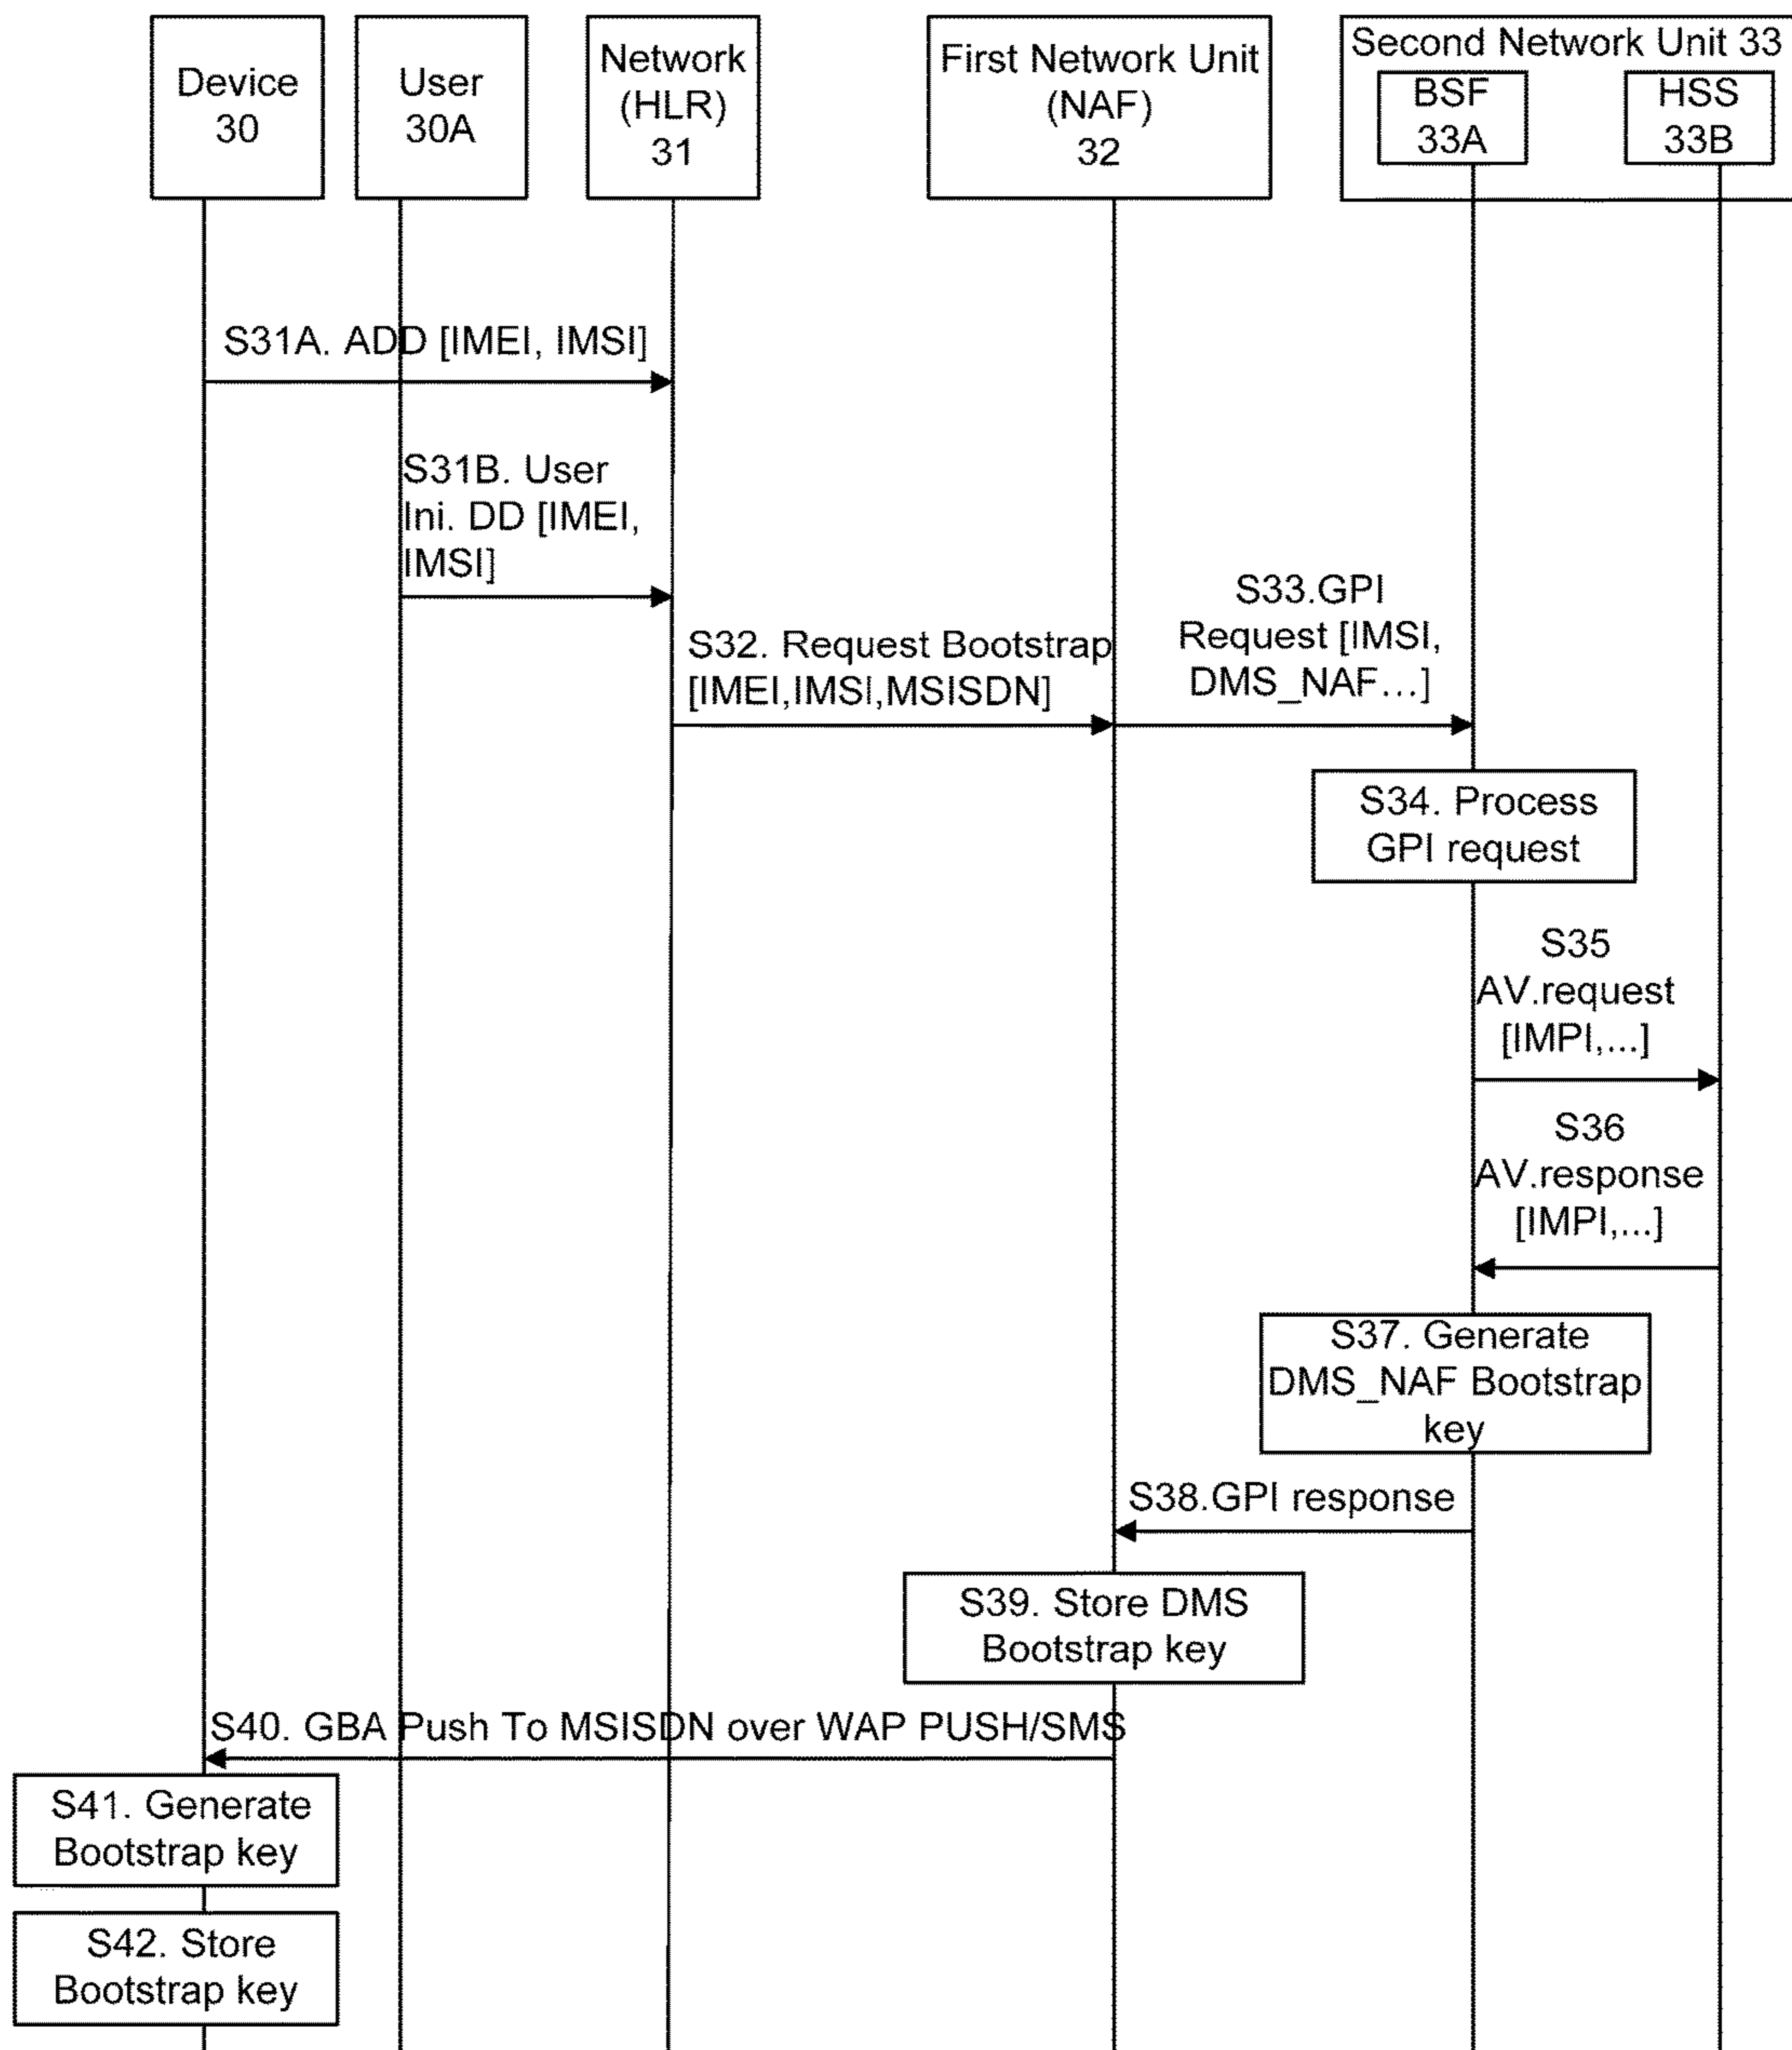 Device
30
User
30A
Network
(HLR)
31
First Network Unit
(NAF)
32
Second Network Unit 33
BSF
33A
HSS
33B
S31A. ADD [IMEI, IMSI]
S31B. User
Ini. DD [IMEI,
IMSI]
S32. Request Bootstrap
[IMEI,IMSI,MSISDN]
S33.GPI
Request [IMSI,
DMS_NAF...]
S34. Process
GPI request
S35
AV.request
[IMPI,...]
S36
AV.response
[IMPI,...]
S37. Generate
DMS_NAF Bootstrap
key
S38.GPI response
S39. Store DMS
Bootstrap key
S40. GBA Push To MSISDN over WAP PUSH/SMS
S41. Generate
Bootstrap key
S42. Store
Bootstrap key